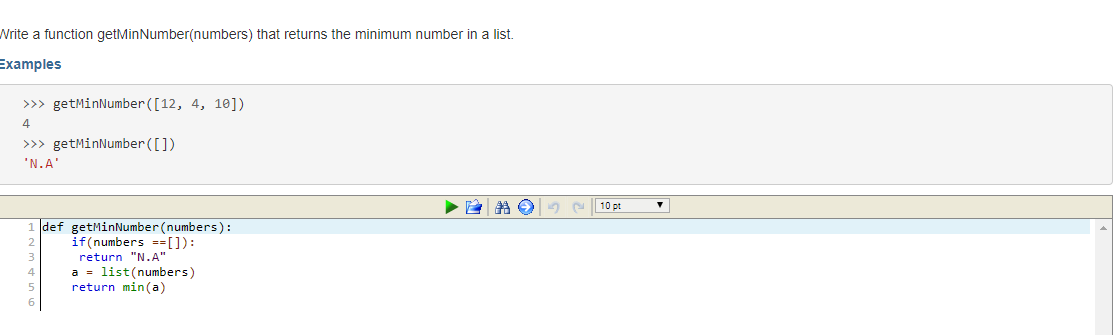 Write a function getMinNumber(numbers) that returns the minimum number in a list.
Examples
>>> getMinNumber([12, 4, 10])
4
>>> getMinNumber([])
'N.A'
10 pt
1 def getMinNumber(numbers):
2     if(numbers ==[]):
3      return "N.A"
4     a = list(numbers)
5     return min(a)
6